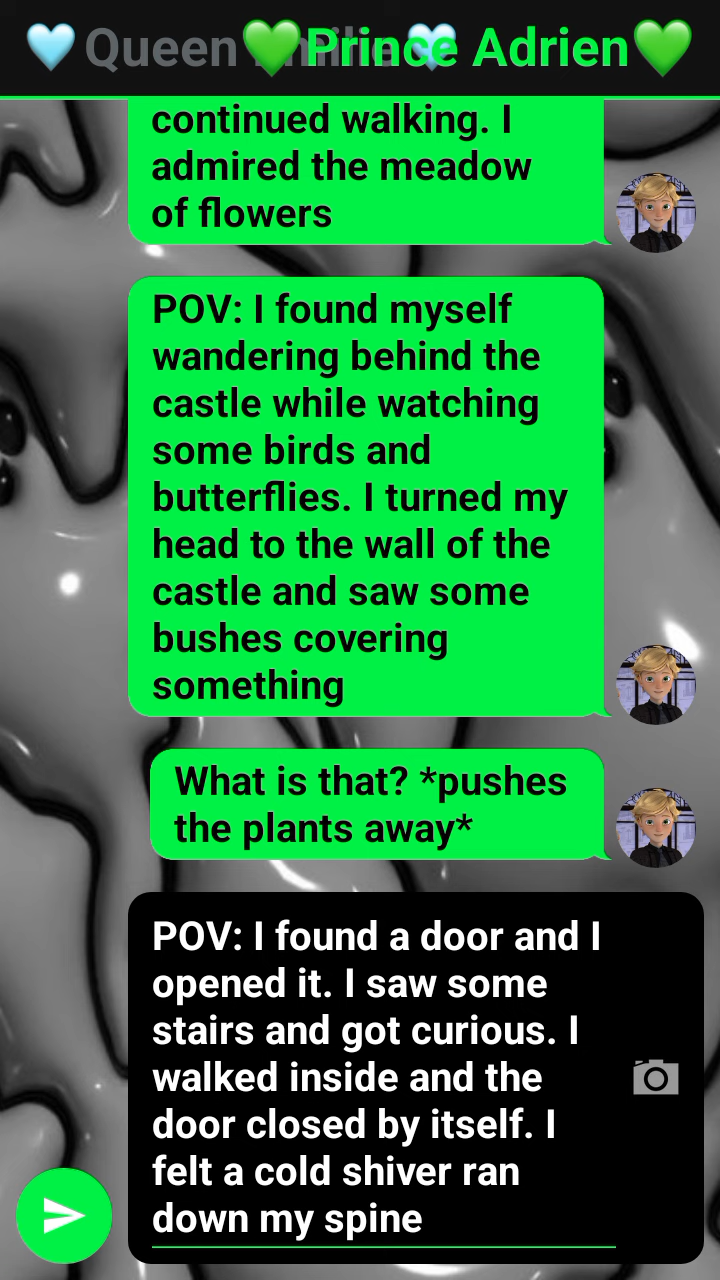 Queen 💚Prince Adrien💚
continued walking. I
admired the meadow
of flowers
POV: I found myself
wandering behind the
castle while watching
some birds and
butterflies. I turned my
head to the wall of the
castle and saw some
bushes covering
something
What is that? *pushes
the plants away*
POV: I found a door and I
opened it. I saw some
stairs and got curious. I
walked inside and the
door closed by itself. I
felt a cold shiver ran
down my spine